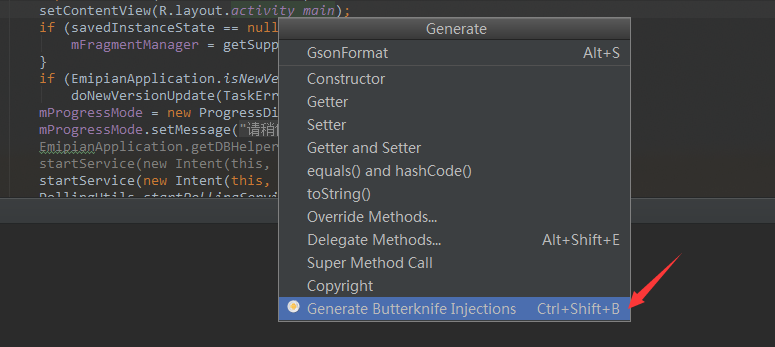 setContentView(R.layout.activity_main);
if (savedInstanceState == null
mFragmentManager = getSupp
}
if (EmipianApplication.isNewVe
doNewVersionUpdate(TaskErr
mProgressMode = new ProgressDi
mProgressMode.setMessage("请稍
EmipianApplication.getDBHelper
startService(new Intent(this,
startService(new Intent(this,
PollingUtils.startPollingServi
Generate
GsonFormat Alt+S
Constructor
Getter
Setter
Getter and Setter
equals() and hashCode()
toString()
Override Methods...
Delegate Methods... Alt+Shift+E
Super Method Call
Copyright
Generate Butterknife Injections Ctrl+Shift+B